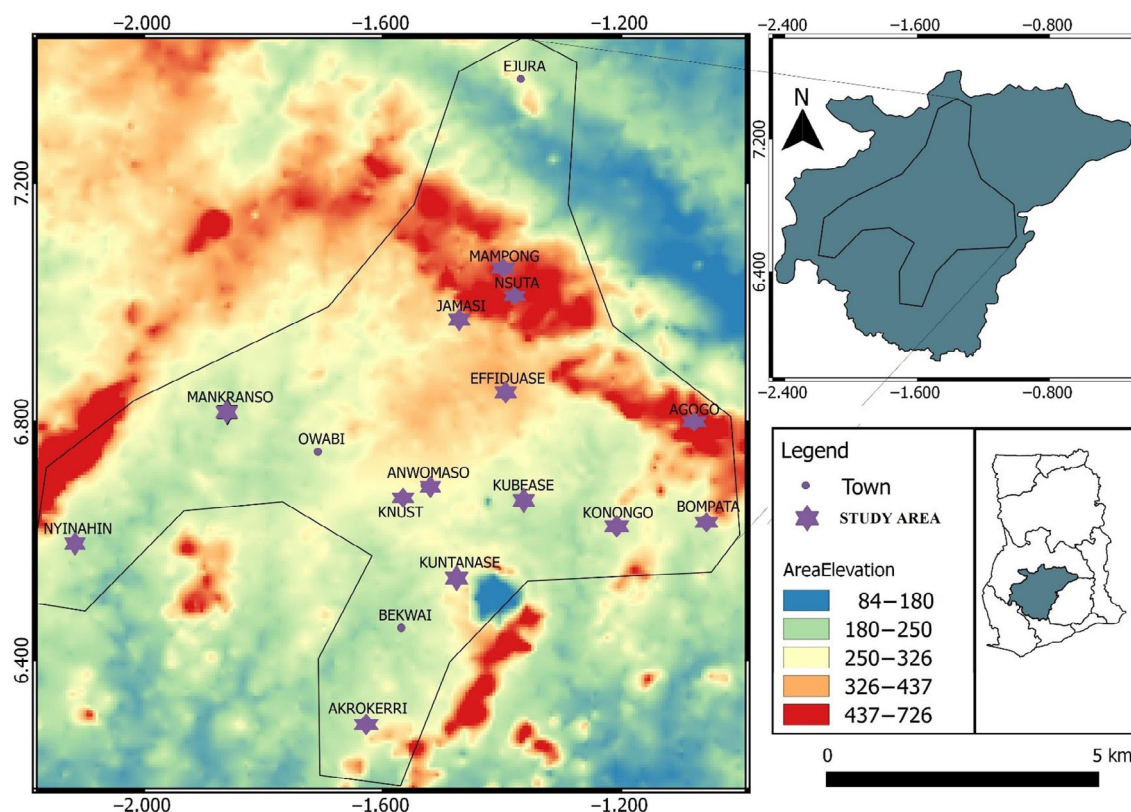 −2.000 −1.600 −1.200
7.200
6.800
6.400
EJURA
MAMPONG
NSUTA
JAMASI
EFFIDUASE
MANKRANSO
AGOGO
OWABI
ANWOMASO
KUBEASE
KNUST
KONONGO
BOMPATA
NYINAHIN
KUNTANASE
BEKWAI
AKROKERRI
−2.000 −1.600 −1.200
−2.400 −1.600 −0.800
N
7.200
6.400
−2.400 −1.600 −0.800
Legend
Town
STUDY AREA
AreaElevation
84−180
180−250
250−326
326−437
437−726
0 5 km